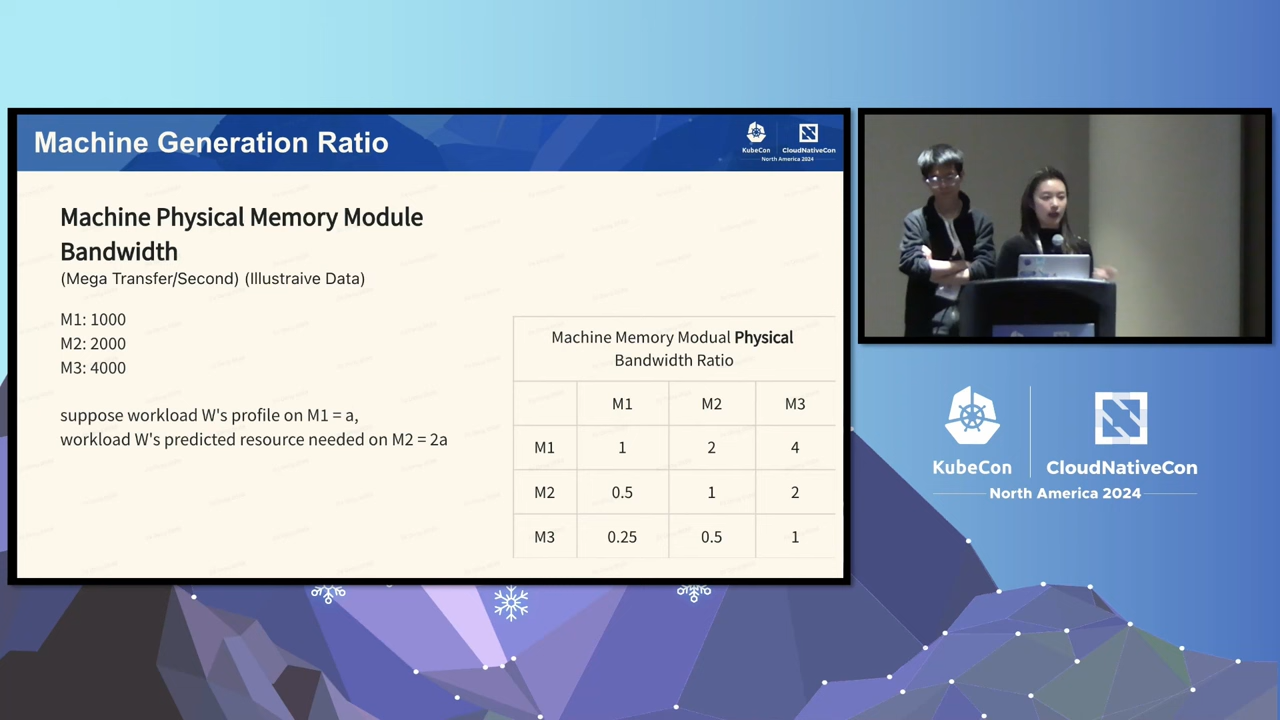 Machine Generation Ratio
KubeCon
CloudNativeCon
North America 2024
Machine Physical Memory Module
Bandwidth
(Mega Transfer/Second) (Illustraive Data)
M1: 1000
M2: 2000
M3: 4000
suppose workload W's profile on M1 = a,
workload W's predicted resource needed on M2 = 2a
Machine Memory Modual Physical
Bandwidth Ratio
M1 M2 M3
M1 1 2 4
M2 0.5 1 2
M3 0.25 0.5 1
KubeCon
CloudNativeCon
North America 2024